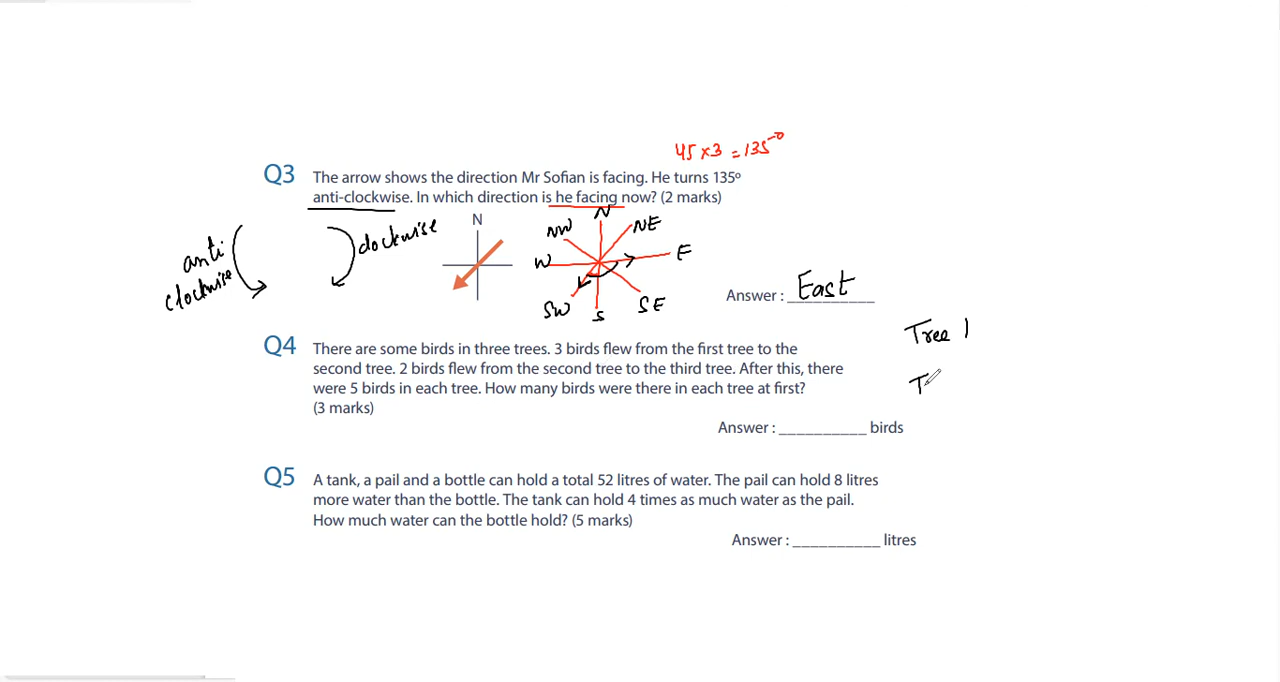 45 x 3 = 135°
Q3 The arrow shows the direction Mr Sofian is facing. He turns 135º
anti-clockwise. In which direction is he facing now? (2 marks)
anti
clockwise
clockwise
N
N
NW
NE
W
E
SW
S
SE
Answer : East
Q4 There are some birds in three trees. 3 birds flew from the first tree to the
second tree. 2 birds flew from the second tree to the third tree. After this, there
were 5 birds in each tree. How many birds were there in each tree at first?
(3 marks)
Answer : __________ birds
Tree 1
T
Q5 A tank, a pail and a bottle can hold a total 52 litres of water. The pail can hold 8 litres
more water than the bottle. The tank can hold 4 times as much water as the pail.
How much water can the bottle hold? (5 marks)
Answer : __________ litres